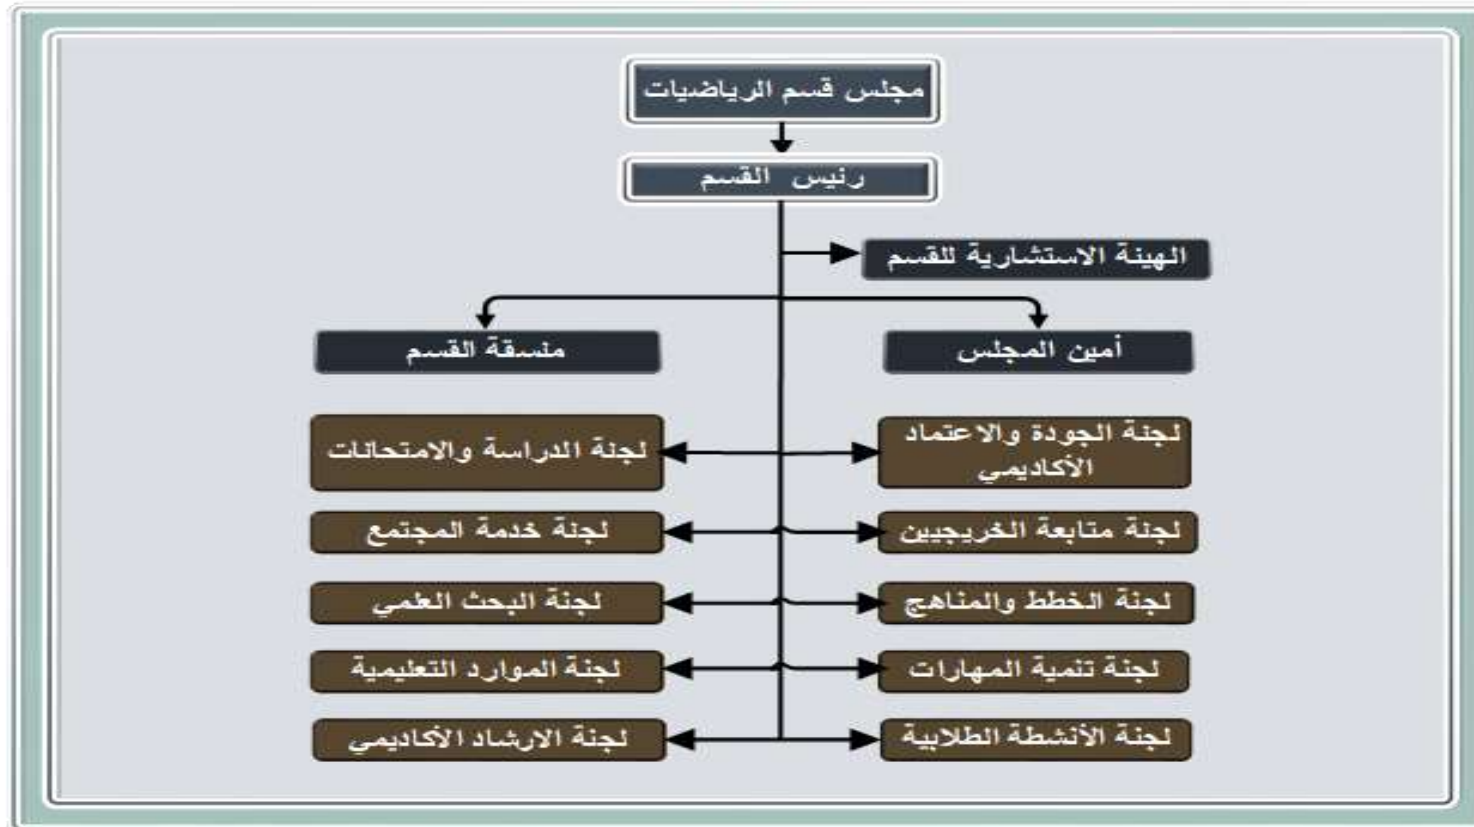 مجلس قسم الرياضيات
رئيس القسم
الهيئة الاستشارية للقسم
أمين المجلس
منسقة القسم
لجنة الجودة والاعتماد
الأكاديمي
لجنة الدراسة والامتحانات
لجنة متابعة الخريجيين
لجنة خدمة المجتمع
لجنة الخطط والمناهج
لجنة البحث العلمي
لجنة تنمية المهارات
لجنة الموارد التعليمية
لجنة الأنشطة الطلابية
لجنة الارشاد الأكاديمي